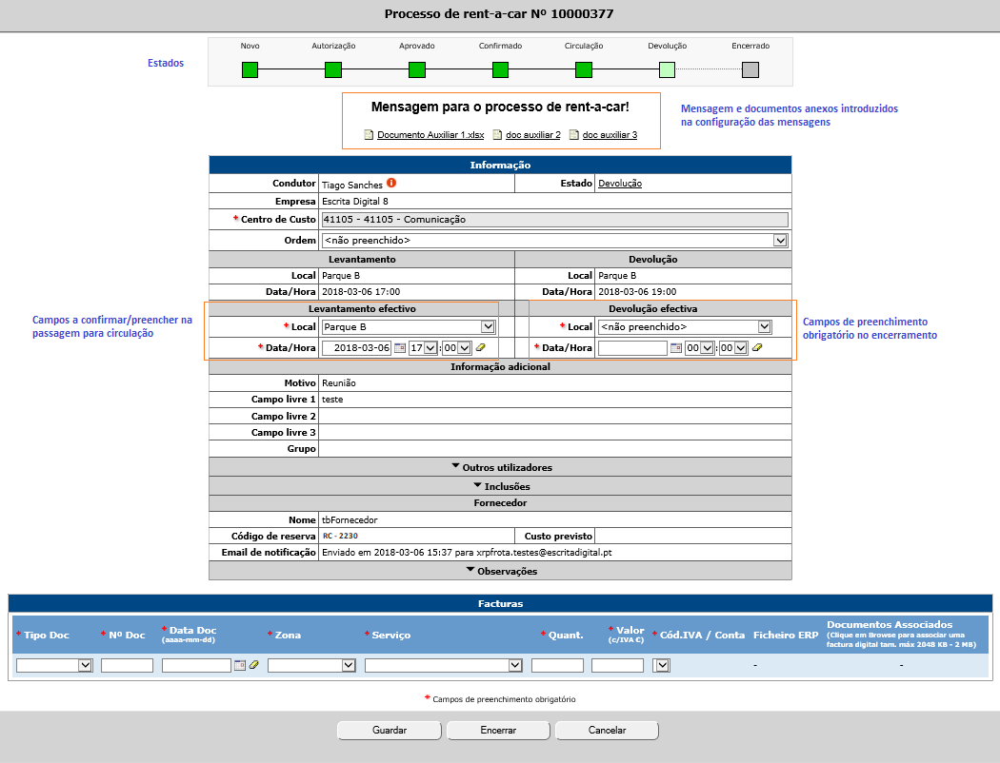 Processo de rent-a-car Nº 10000377
Novo Autorização Aprovado Confirmado Circulação Devolução Encerrado
Estados
Mensagem para o processo de rent-a-car!
Documento Auxiliar 1.xlsx doc auxiliar 2 doc auxiliar 3
Mensagem e documentos anexos introduzidos
na configuração das mensagens
Informação
Condutor Tiago Sanches Estado Devolução
Empresa Escrita Digital 8
* Centro de Custo 41105 - 41105 - Comunicação
Ordem <não preenchido>
Levantamento Devolução
Local Parque B Local Parque B
Data/Hora 2018-03-06 17:00 Data/Hora 2018-03-06 19:00
Levantamento efectivo Devolução efectiva
Campos a confirmar/preencher na
passagem para circulação
* Local Parque B * Local <não preenchido>
* Data/Hora 2018-03-06 17 : 00 * Data/Hora 00 : 00
Campos de preenchimento
obrigatório no encerramento
Informação adicional
Motivo Reunião
Campo livre 1 teste
Campo livre 2
Campo livre 3
Grupo
Outros utilizadores
Inclusões
Fornecedor
Nome tbFornecedor
Código de reserva RC - 2230 Custo previsto
Email de notificação Enviado em 2018-03-06 15:37 para xrpfrota.testes@escritadigital.pt
Observações
Facturas
* Tipo Doc * Nº Doc * Data Doc (aaaa-mm-dd) * Zona * Serviço * Quant. * Valor (c/IVA €) * Cód.IVA / Conta Ficheiro ERP Documentos Associados
(Clique em Browse para associar uma
factura digital tam. máx 2048 KB - 2 MB)
- -
* Campos de preenchimento obrigatório
Guardar Encerrar Cancelar